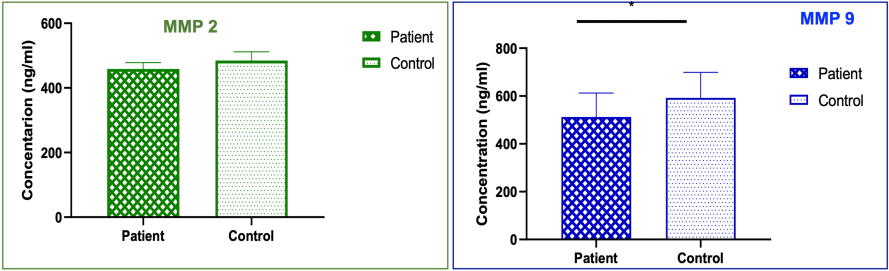 MMP 2
600
400
200
0
Concentarion (ng/ml)
Patient
Control
Patient
Control
*
MMP 9
800
600
400
200
0
Concentration (ng/ml)
Patient
Control
Patient
Control